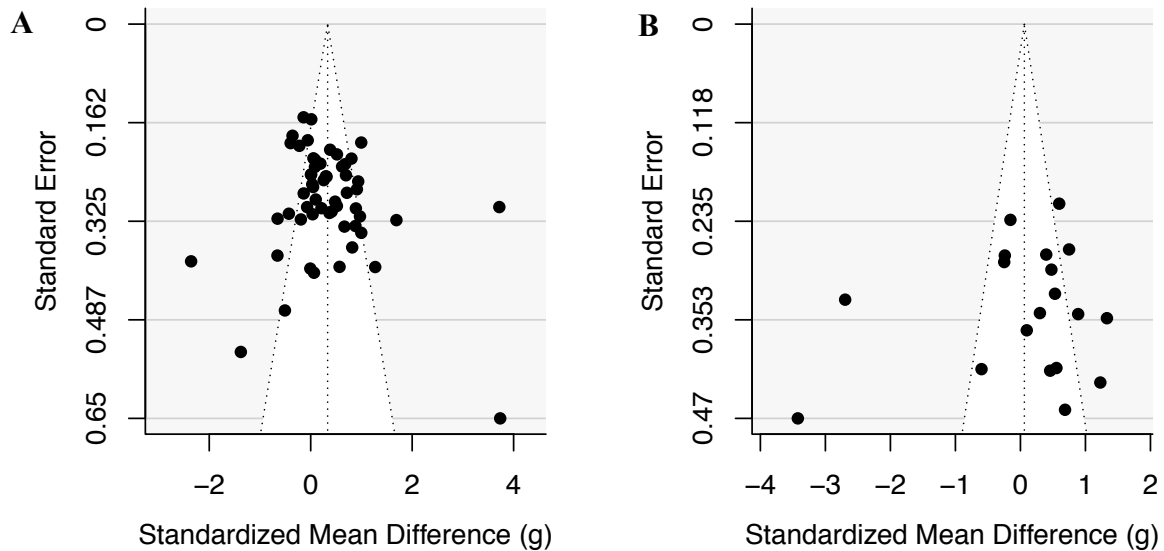 A
Standard Error
0
0.162
0.325
0.487
0.65
−2 0 2 4
Standardized Mean Difference (g)
B
Standard Error
0
0.118
0.235
0.353
0.47
−4 −3 −2 −1 0 1 2
Standardized Mean Difference (g)